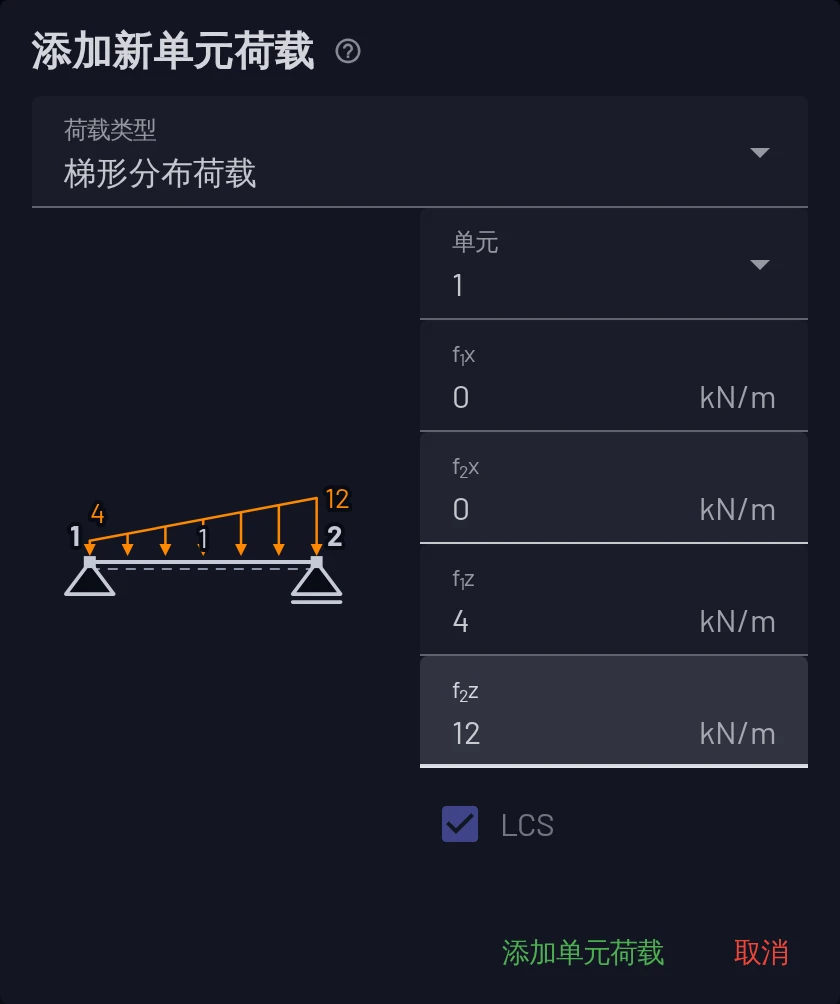 添加新单元荷载 ?
荷载类型
梯形分布荷载
单元
1
f₁x
0 kN/m
f₂x
0 kN/m
4 12
1 1 2
f₁z
4 kN/m
f₂z
12 kN/m
LCS
添加单元荷载 取消